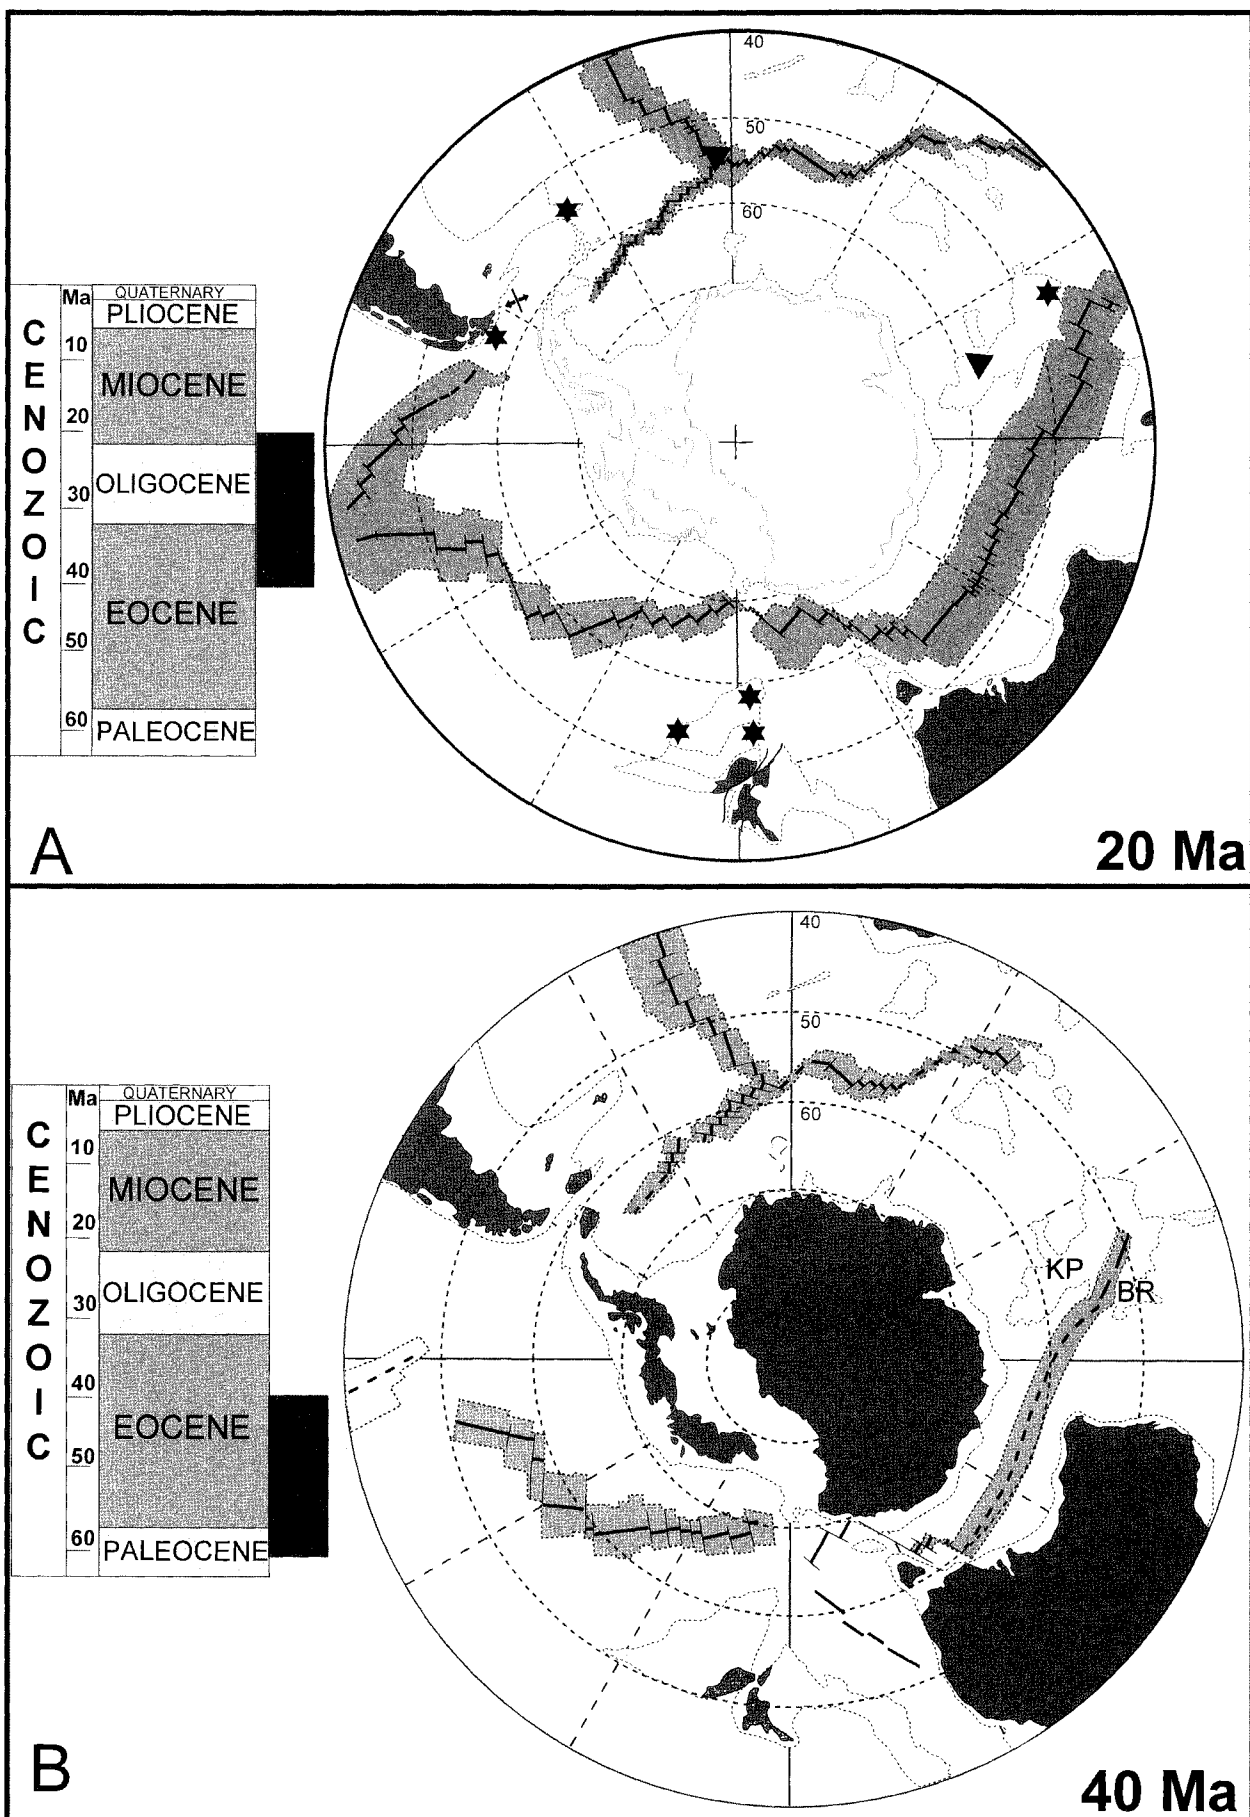 40
50
60
Ma
QUATERNARY
PLIOCENE
C
E
N
O
Z
O
I
C
10
MIOCENE
20
OLIGOCENE
30
40
EOCENE
50
60
PALEOCENE
A
20 Ma
40
50
60
Ma
QUATERNARY
PLIOCENE
C
E
N
O
Z
O
I
C
10
MIOCENE
20
OLIGOCENE
30
40
EOCENE
50
60
PALEOCENE
KP
BR
B
40 Ma